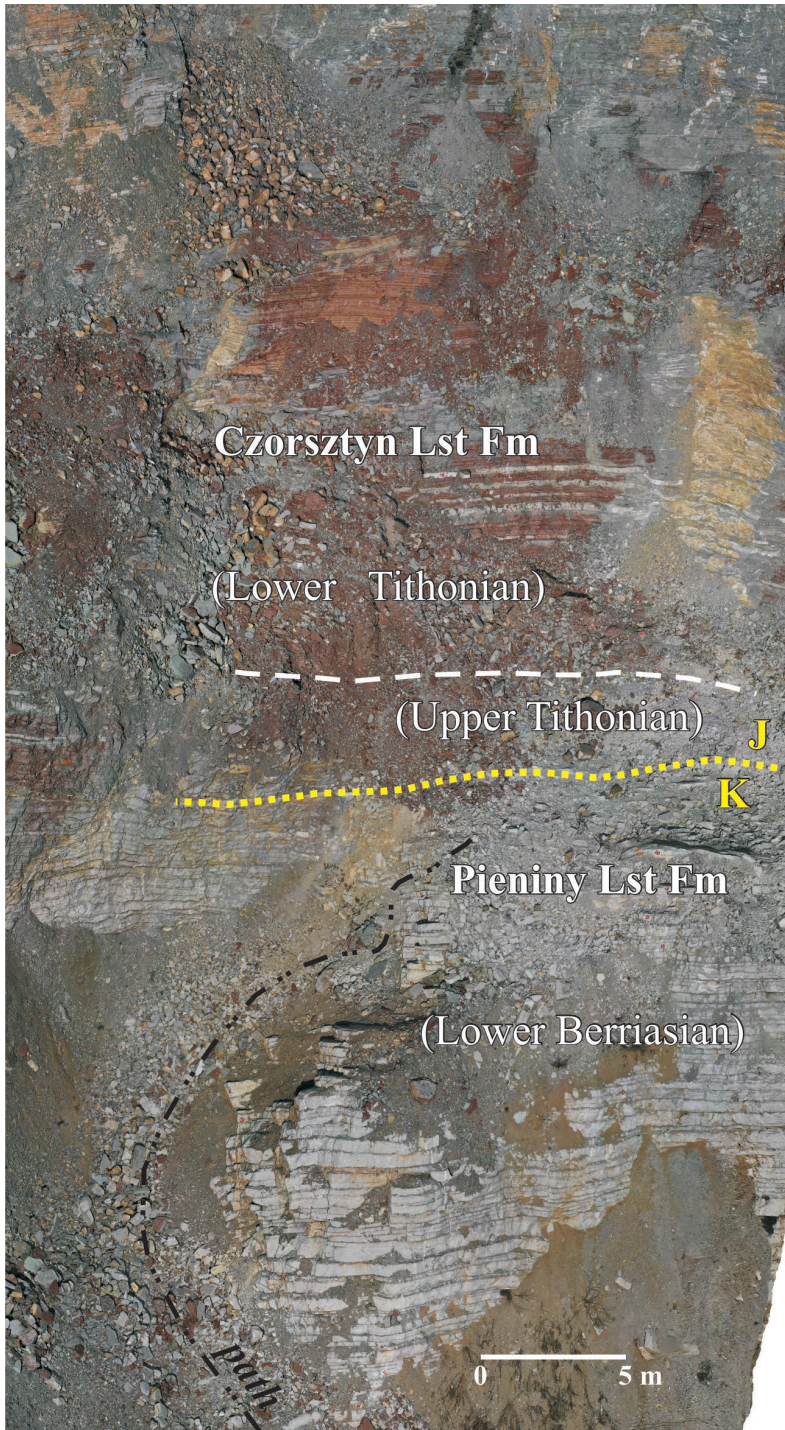 Czorsztyn Lst Fm
(Lower Tithonian)
(Upper Tithonian)
J
K
Pieniny Lst Fm
(Lower Berriasian)
path
0 5 m